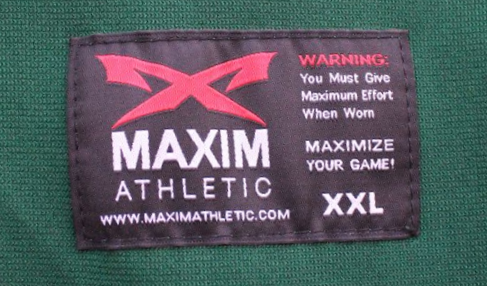 MAXIM
ATHLETIC
WWW.MAXIMATHLETIC.COM
WARNING:
You Must Give
Maximum Effort
When Worn
MAXIMIZE
YOUR GAME!
XXL